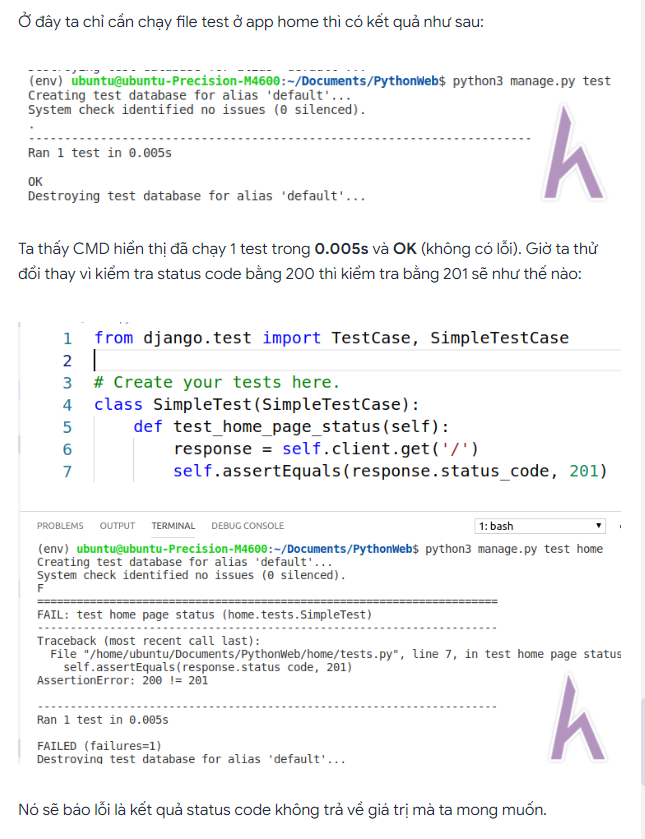 Ở đây ta chỉ cần chạy file test ở app home thì có kết quả như sau:
(env) ubuntu@ubuntu-Precision-M4600:~/Documents/PythonWeb$ python3 manage.py test
Creating test database for alias 'default'...
System check identified no issues (0 silenced).
.
----------------------------------------------------------------------
Ran 1 test in 0.005s
OK
Destroying test database for alias 'default'...
h
Ta thấy CMD hiển thị đã chạy 1 test trong 0.005s và OK (không có lỗi). Giờ ta thử
đổi thay vì kiểm tra status code bằng 200 thì kiểm tra bằng 201 sẽ như thế nào:
1 from django.test import TestCase, SimpleTestCase
2
3 # Create your tests here.
4 class SimpleTest(SimpleTestCase):
5 def test_home_page_status(self):
6 response = self.client.get('/')
7 self.assertEquals(response.status_code, 201)
PROBLEMS OUTPUT TERMINAL DEBUG CONSOLE 1: bash
(env) ubuntu@ubuntu-Precision-M4600:~/Documents/PythonWeb$ python3 manage.py test home
Creating test database for alias 'default'...
System check identified no issues (0 silenced).
F
======================================================================
FAIL: test home page status (home.tests.SimpleTest)
----------------------------------------------------------------------
Traceback (most recent call last):
File "/home/ubuntu/Documents/PythonWeb/home/tests.py", line 7, in test home page status
self.assertEquals(response.status code, 201)
AssertionError: 200 != 201
----------------------------------------------------------------------
Ran 1 test in 0.005s
FAILED (failures=1)
Destroying test database for alias 'default'...
h
Nó sẽ báo lỗi là kết quả status code không trả về giá trị mà ta mong muốn.